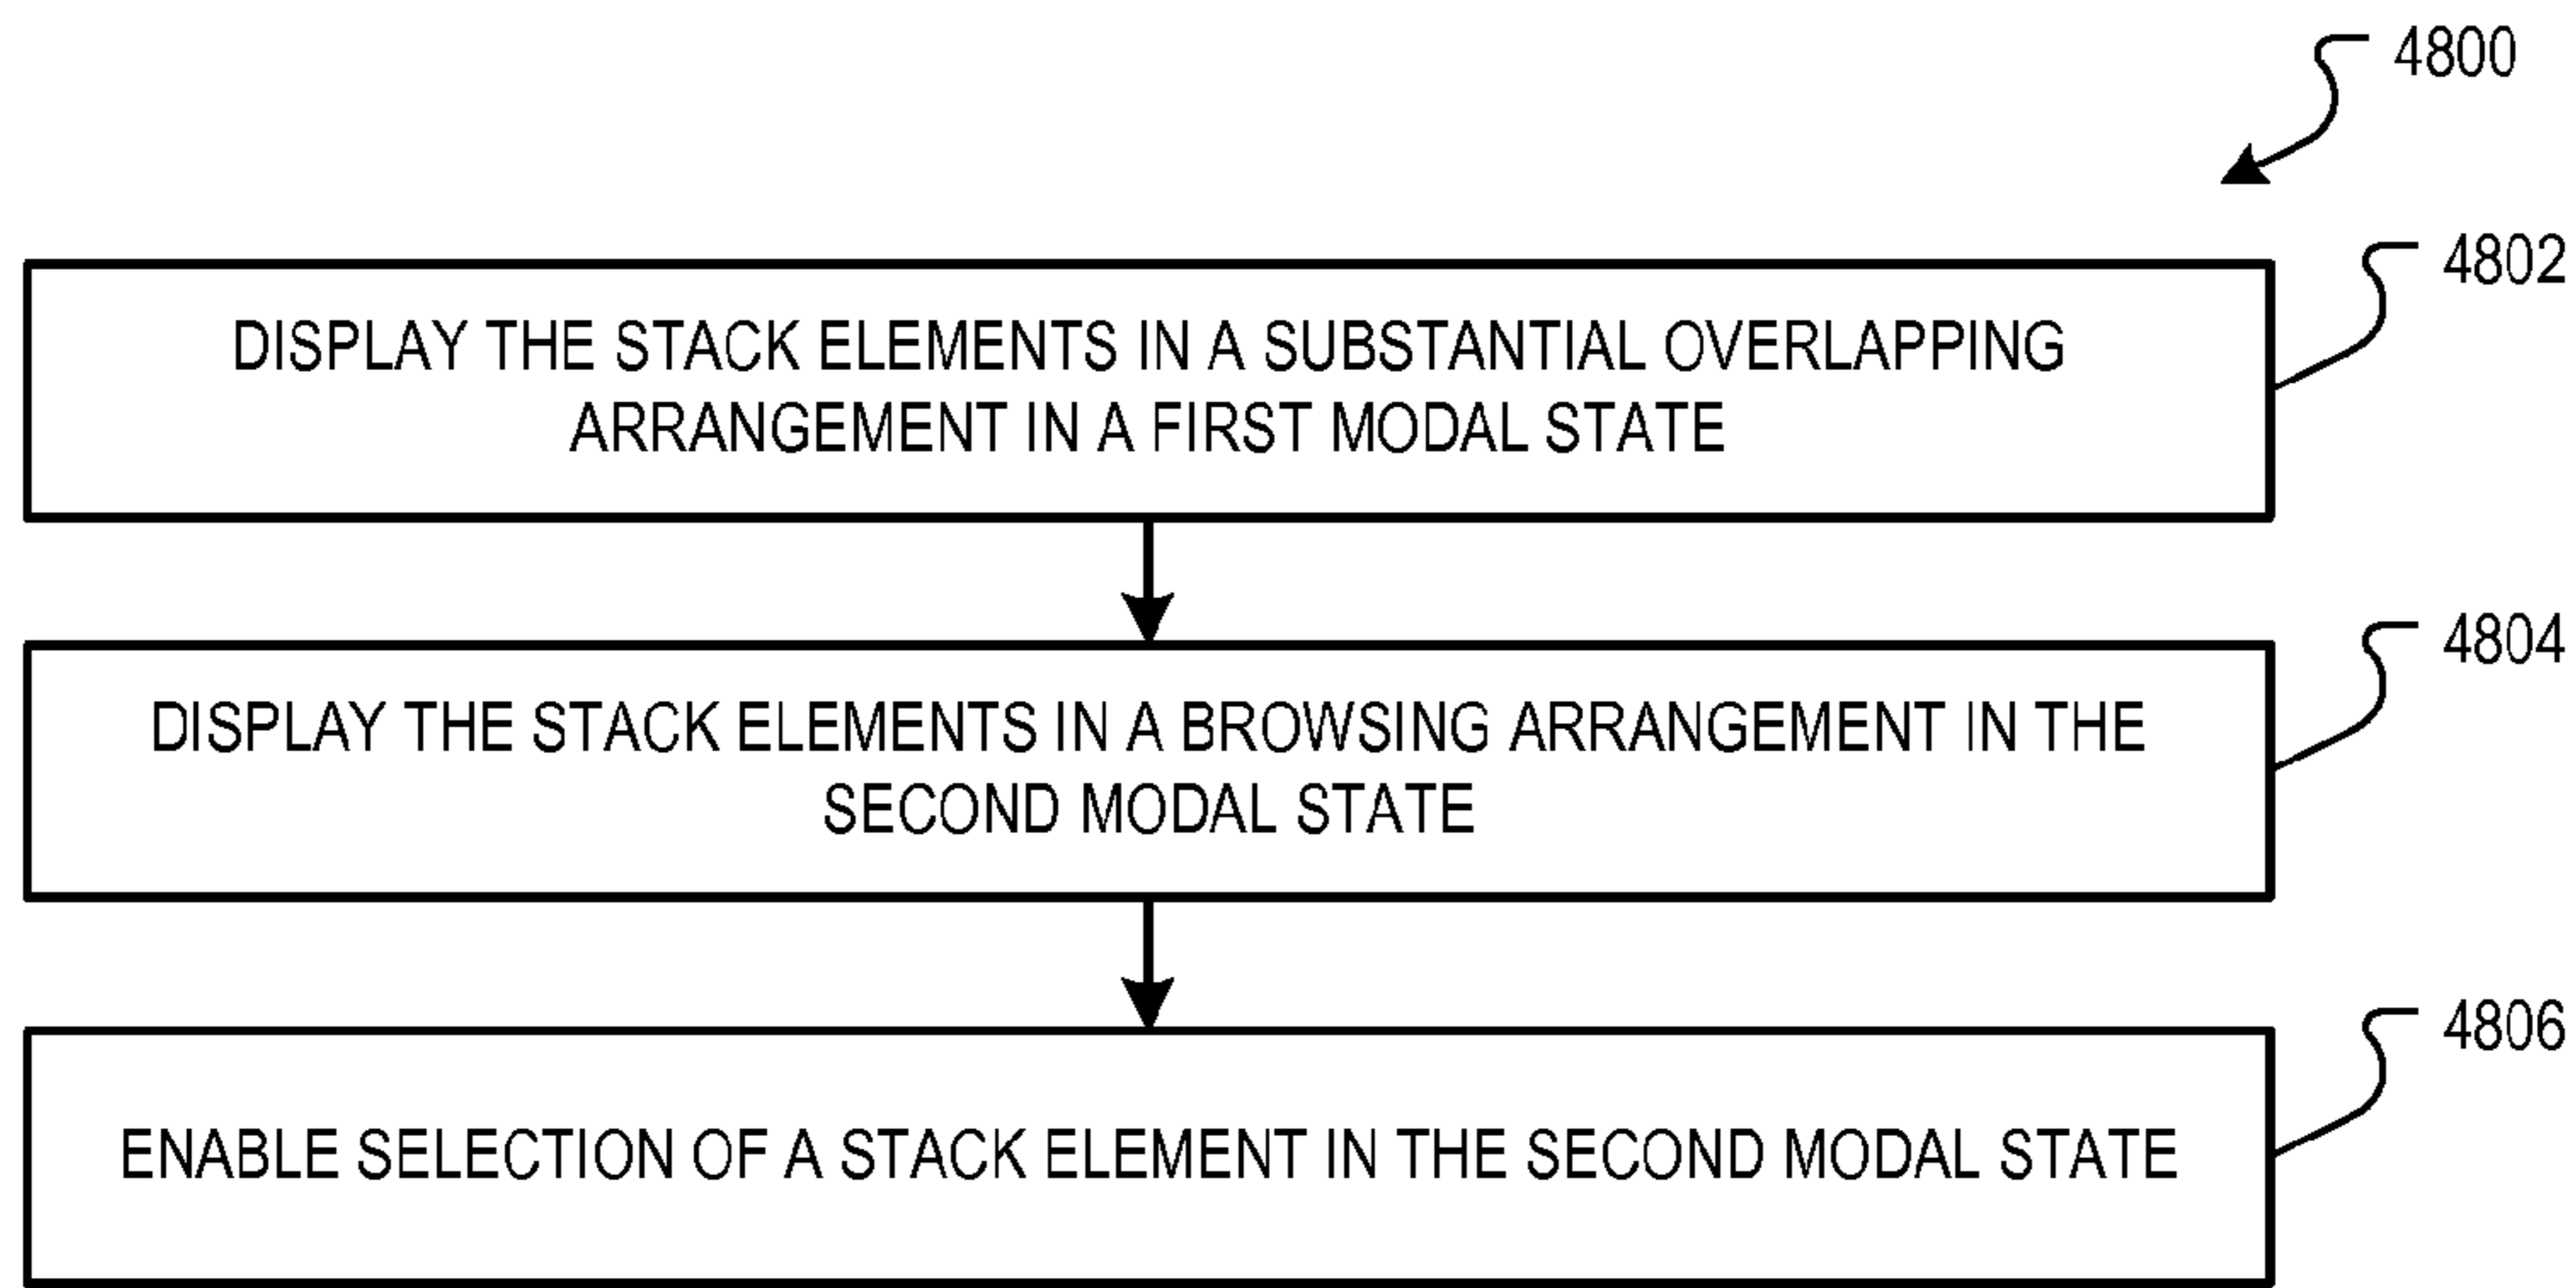 4800
4802
DISPLAY THE STACK ELEMENTS IN A SUBSTANTIAL OVERLAPPING
ARRANGEMENT IN A FIRST MODAL STATE
4804
DISPLAY THE STACK ELEMENTS IN A BROWSING ARRANGEMENT IN THE
SECOND MODAL STATE
4806
ENABLE SELECTION OF A STACK ELEMENT IN THE SECOND MODAL STATE